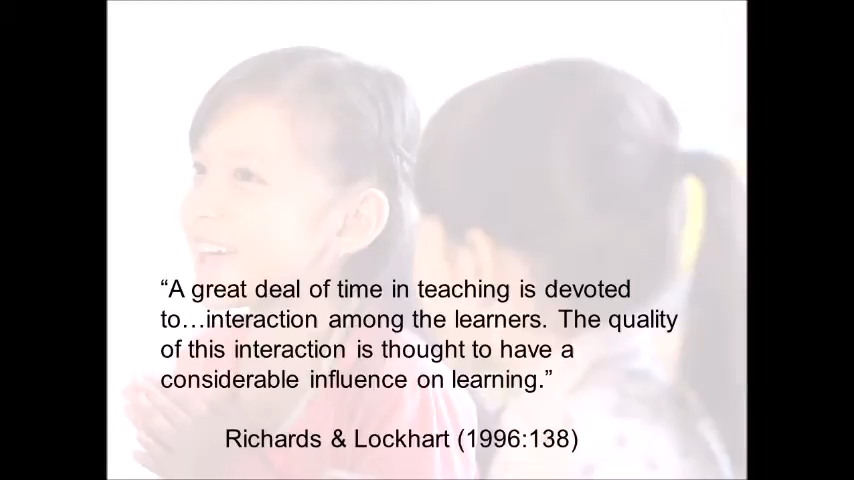 “A great deal of time in teaching is devoted
to…interaction among the learners. The quality
of this interaction is thought to have a
considerable influence on learning.”
Richards & Lockhart (1996:138)